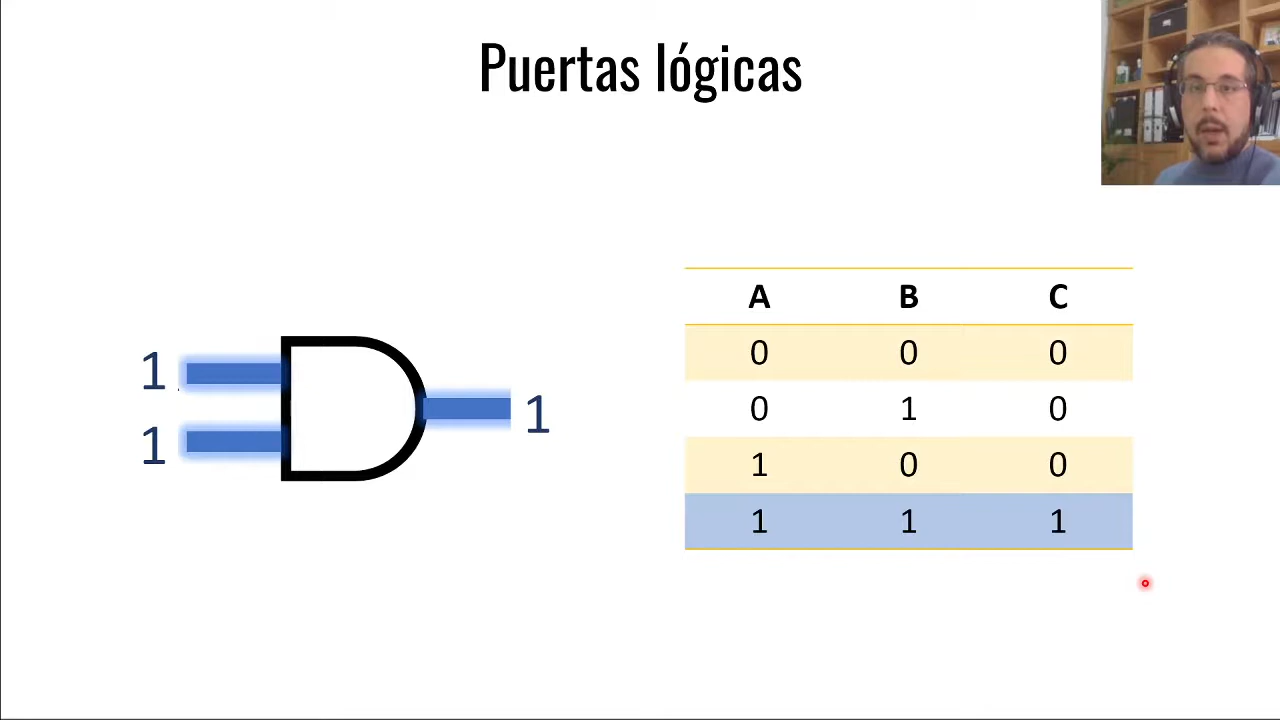 Puertas lógicas
A B C
0 0 0
0 1 0
1 0 0
1 1 1
1
1
1